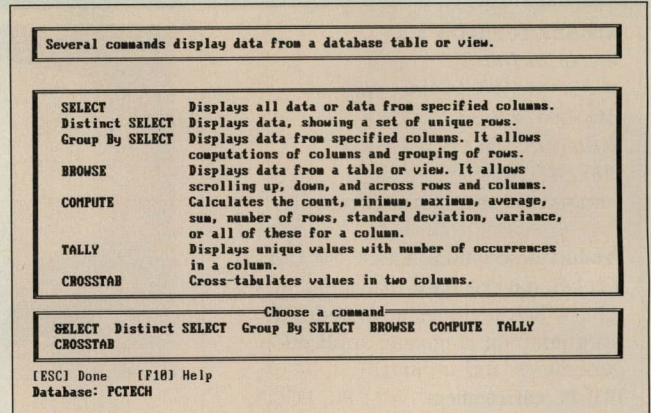 Several commands display data from a database table or view.
SELECT Displays all data or data from specified columns.
Distinct SELECT Displays data, showing a set of unique rows.
Group By SELECT Displays data from specified columns. It allows
computations of columns and grouping of rows.
BROWSE Displays data from a table or view. It allows
scrolling up, down, and across rows and columns.
COMPUTE Calculates the count, minimum, maximum, average,
sum, number of rows, standard deviation, variance,
or all of these for a column.
TALLY Displays unique values with number of occurrences
in a column.
CROSSTAB Cross-tabulates values in two columns.
Choose a command
SELECT Distinct SELECT Group By SELECT BROWSE COMPUTE TALLY
CROSSTAB
[ESC] Done [F10] Help
Database: PCTECH